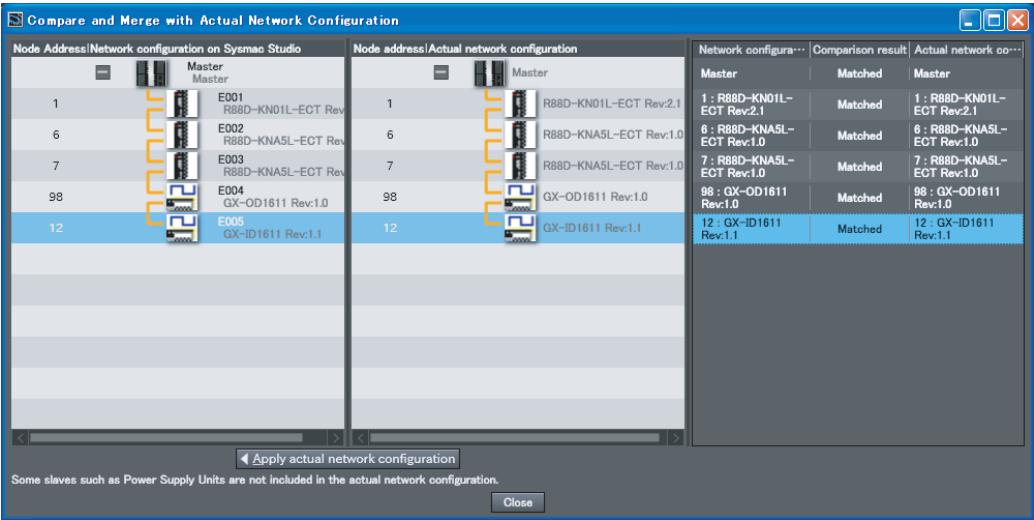 Compare and Merge with Actual Network Configuration
Node Address|Network configuration on Sysmac Studio
Master
Master
1
E001
R88D-KN01L-ECT Rev
6
E002
R88D-KNA5L-ECT Rev
7
E003
R88D-KNA5L-ECT Rev
98
E004
GX-OD1611 Rev:1.0
12
E005
GX-ID1611 Rev:1.1
Node address|Actual network configuration
Master
1
R88D-KN01L-ECT Rev:2.1
6
R88D-KNA5L-ECT Rev:1.0
7
R88D-KNA5L-ECT Rev:1.0
98
GX-OD1611 Rev:1.0
12
GX-ID1611 Rev:1.1
Network configura··· Comparison result Actual network co···
Master Matched Master
1 : R88D-KN01L-
ECT Rev:2.1
Matched
1 : R88D-KN01L-
ECT Rev:2.1
6 : R88D-KNA5L-
ECT Rev:1.0
Matched
6 : R88D-KNA5L-
ECT Rev:1.0
7 : R88D-KNA5L-
ECT Rev:1.0
Matched
7 : R88D-KNA5L-
ECT Rev:1.0
98 : GX-OD1611
Rev:1.0
Matched
98 : GX-OD1611
Rev:1.0
12 : GX-ID1611
Rev:1.1
Matched
12 : GX-ID1611
Rev:1.1
Apply actual network configuration
Some slaves such as Power Supply Units are not included in the actual network configuration.
Close